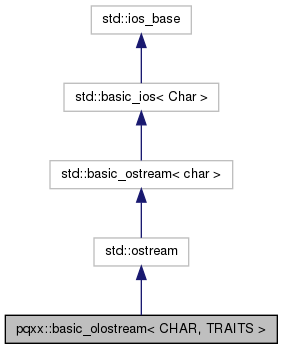 std::ios_base
std::basic_ios< Char >
std::basic_ostream< char >
std::ostream
pqxx::basic_olostream< CHAR, TRAITS >